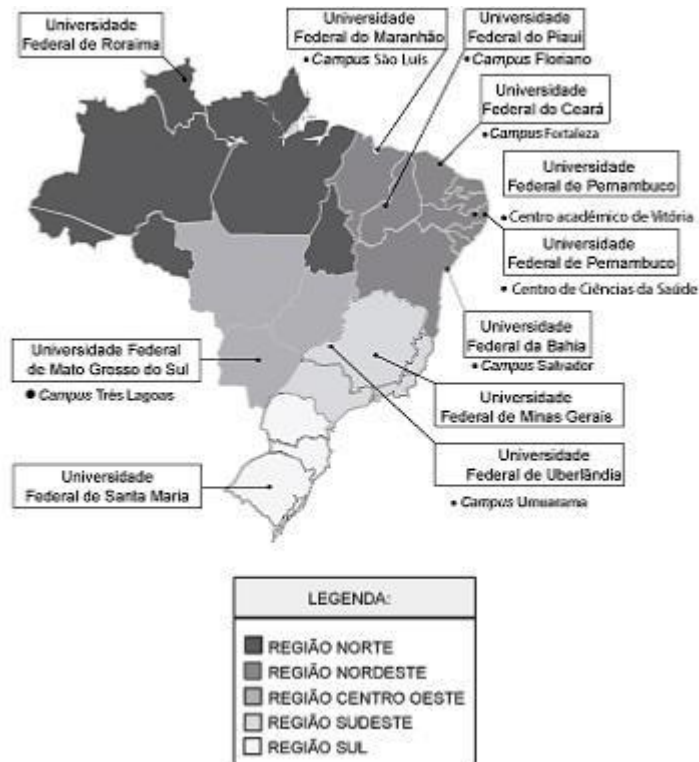 Universidade
Federal de Roraima
Universidade
Federal do Maranhão
• Campus São Luís
Universidade
Federal do Piauí
• Campus Floriano
Universidade
Federal do Ceará
• Campus Fortaleza
Universidade
Federal de Pernambuco
• Centro académico de Vitória
Universidade
Federal de Pernambuco
• Centro de Ciências da Saúde
Universidade
Federal da Bahia
• Campus Salvador
Universidade Federal
de Mato Grosso do Sul
• Campus Três Lagoas
Universidade
Federal de Minas Gerais
Universidade
Federal de Uberlândia
• Campus Umuarama
Universidade
Federal de Santa Maria
LEGENDA:
REGIÃO NORTE
REGIÃO NORDESTE
REGIÃO CENTRO OESTE
REGIÃO SUDESTE
REGIÃO SUL